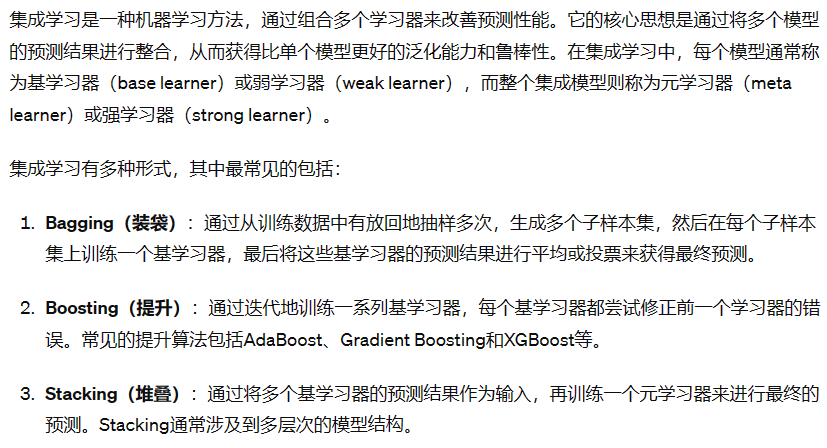 集成学习是一种机器学习方法，通过组合多个学习器来改善预测性能。它的核心思想是通过将多个模型
的预测结果进行整合，从而获得比单个模型更好的泛化能力和鲁棒性。在集成学习中，每个模型通常称
为基学习器（base learner）或弱学习器（weak learner），而整个集成模型则称为元学习器（meta
learner）或强学习器（strong learner）。
集成学习有多种形式，其中最常见的包括：
1. Bagging（装袋）：通过从训练数据中有放回地抽样多次，生成多个子样本集，然后在每个子样本
集上训练一个基学习器，最后将这些基学习器的预测结果进行平均或投票来获得最终预测。
2. Boosting（提升）：通过迭代地训练一系列基学习器，每个基学习器都尝试修正前一个学习器的错
误。常见的提升算法包括AdaBoost、Gradient Boosting和XGBoost等。
3. Stacking（堆叠）：通过将多个基学习器的预测结果作为输入，再训练一个元学习器来进行最终的
预测。Stacking通常涉及到多层次的模型结构。